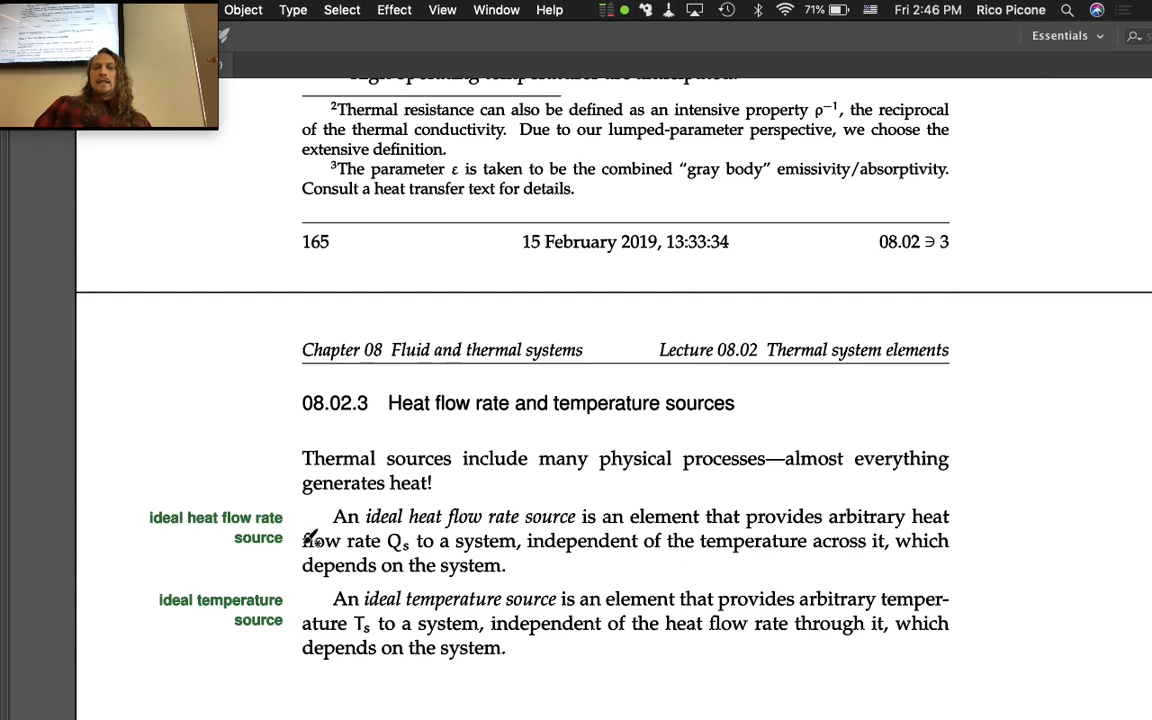 Object Type Select Effect View Window Help 71% Fri 2:46 PM Rico Picone
Essentials
High operating temperatures are anticipated.
²Thermal resistance can also be defined as an intensive property ρ⁻¹, the reciprocal
of the thermal conductivity. Due to our lumped-parameter perspective, we choose the
extensive definition.
³The parameter ε is taken to be the combined “gray body” emissivity/absorptivity.
Consult a heat transfer text for details.
165 15 February 2019, 13:33:34 08.02 ∋ 3
Chapter 08 Fluid and thermal systems Lecture 08.02 Thermal system elements
08.02.3 Heat flow rate and temperature sources
Thermal sources include many physical processes—almost everything
generates heat!
ideal heat flow rate
source
An ideal heat flow rate source is an element that provides arbitrary heat
flow rate Qₛ to a system, independent of the temperature across it, which
depends on the system.
ideal temperature
source
An ideal temperature source is an element that provides arbitrary temper-
ature Tₛ to a system, independent of the heat flow rate through it, which
depends on the system.